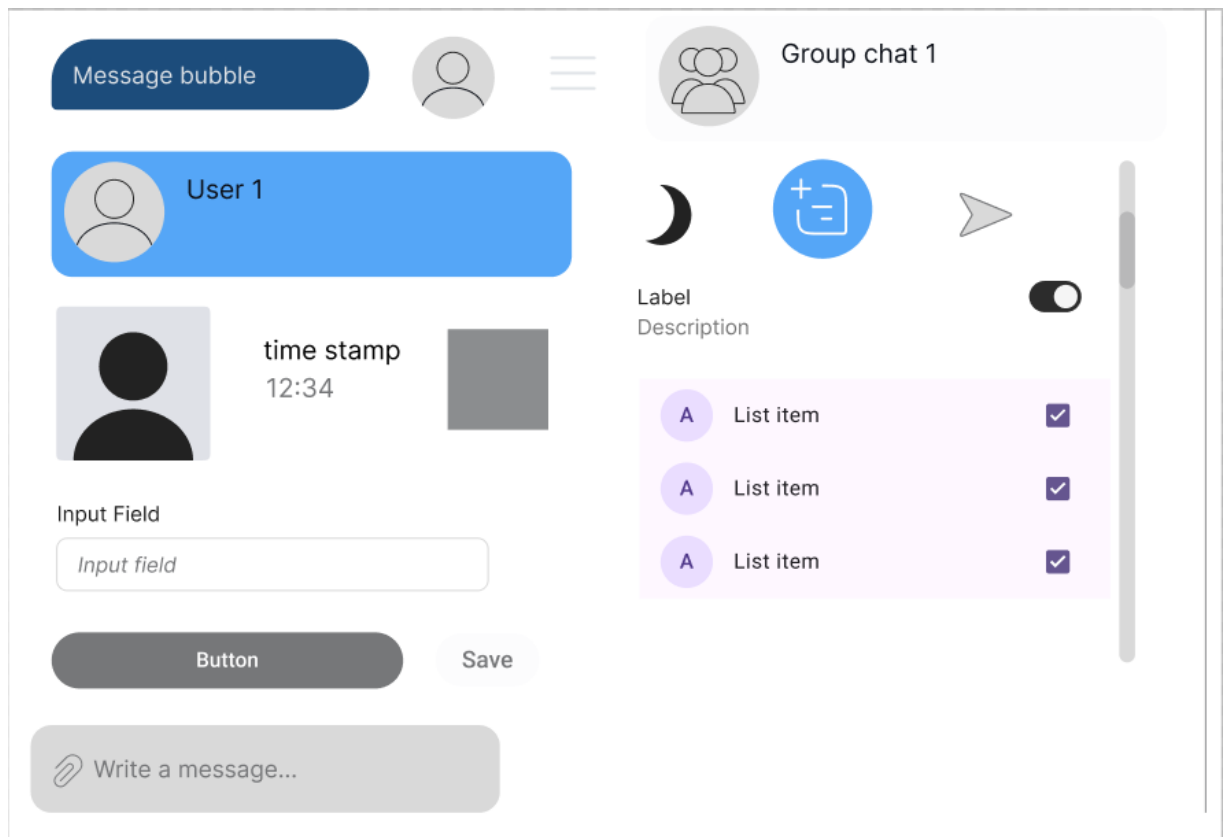 Message bubble
Group chat 1
User 1
Label
Description
time stamp
12:34
A List item
A List item
A List item
Input Field
Input field
Button
Save
Write a message...